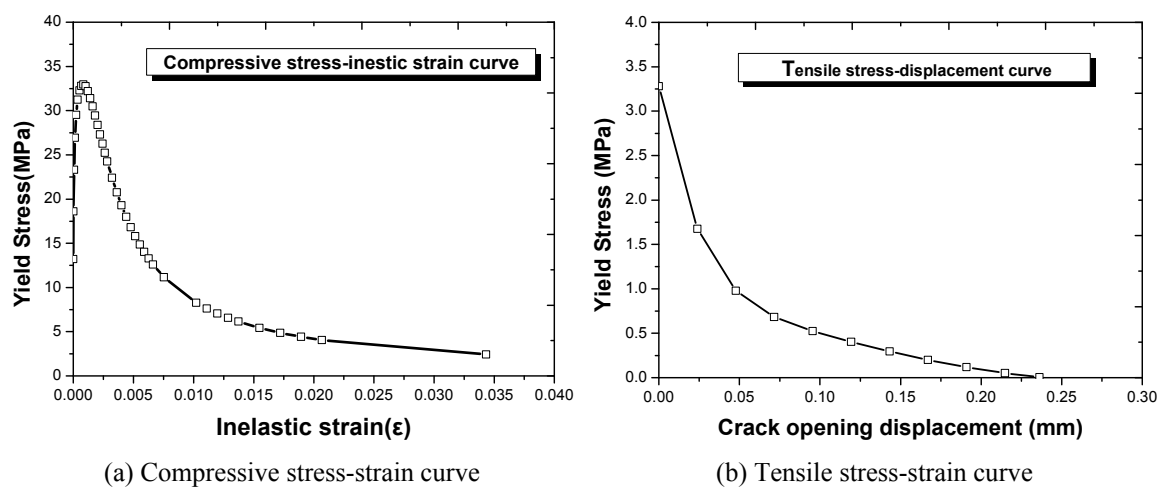 Compressive stress-inestic strain curve
Yield Stress(MPa)
40
35
30
25
20
15
10
5
0
0.000 0.005 0.010 0.015 0.020 0.025 0.030 0.035 0.040
Inelastic strain(ε)
(a) Compressive stress-strain curve
Tensile stress-displacement curve
Yield Stress (MPa)
4.0
3.5
3.0
2.5
2.0
1.5
1.0
0.5
0.0
0.00 0.05 0.10 0.15 0.20 0.25 0.30
Crack opening displacement (mm)
(b) Tensile stress-strain curve